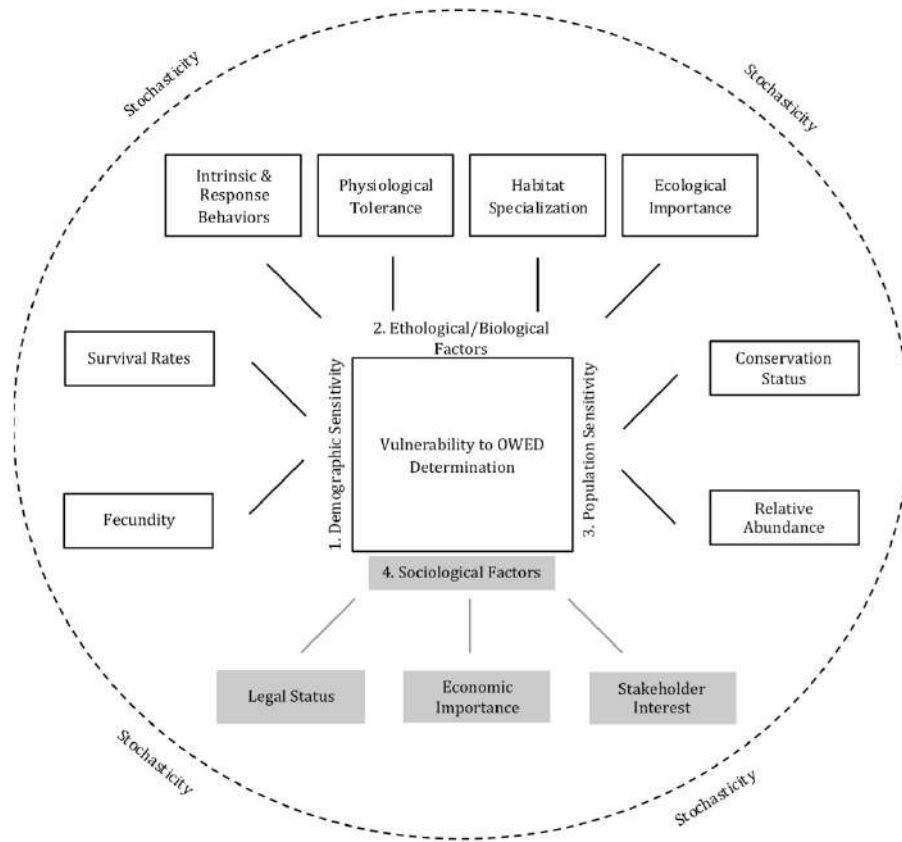 Stochasticity
Stochasticity
Intrinsic &
Response
Behaviors
Physiological
Tolerance
Habitat
Specialization
Ecological
Importance
2. Ethological/Biological
Factors
Survival Rates
Fecundity
1. Demographic Sensitivity
Vulnerability to OWED
Determination
3. Population Sensitivity
Conservation
Status
Relative
Abundance
4. Sociological Factors
Legal Status
Economic
Importance
Stakeholder
Interest
Stochasticity
Stochasticity